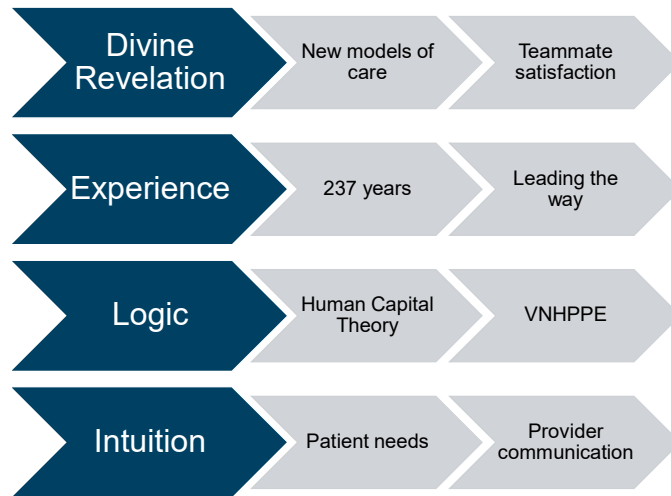 Divine
Revelation
New models of
care
Teammate
satisfaction
Experience
237 years
Leading the
way
Logic
Human Capital
Theory
VNHPPE
Intuition
Patient needs
Provider
communication